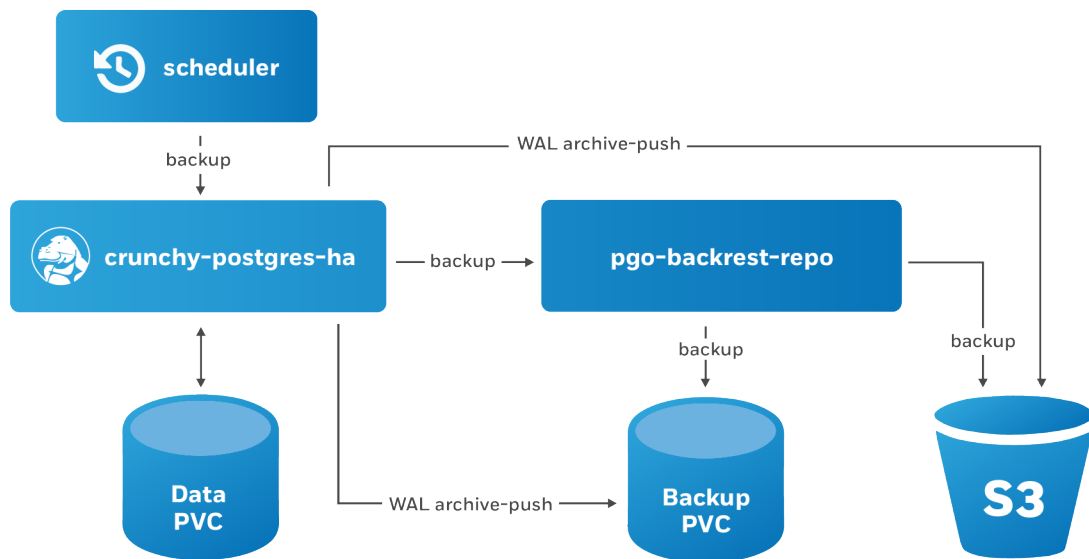 scheduler
WAL archive-push
backup
crunchy-postgres-ha
backup
pgo-backrest-repo
backup
backup
Data
PVC
WAL archive-push
Backup
PVC
S3